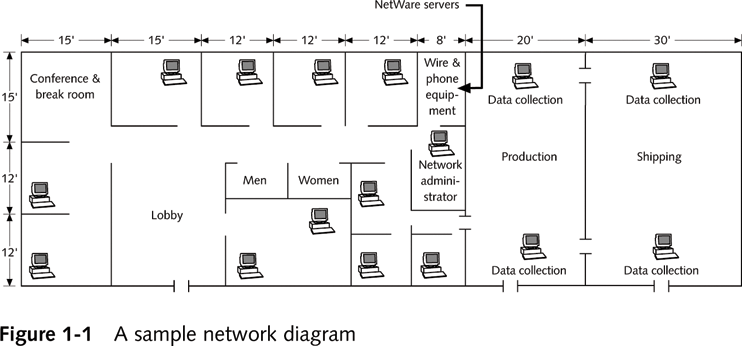 NetWare servers
15' 15' 12' 12' 12' 8' 20' 30'
15'
12'
12'
Conference &
break room
Wire &
phone
equip-
ment
Data collection
Data collection
Men
Women
Network
admini-
strator
Production
Shipping
Lobby
Data collection
Data collection
Figure 1-1 A sample network diagram